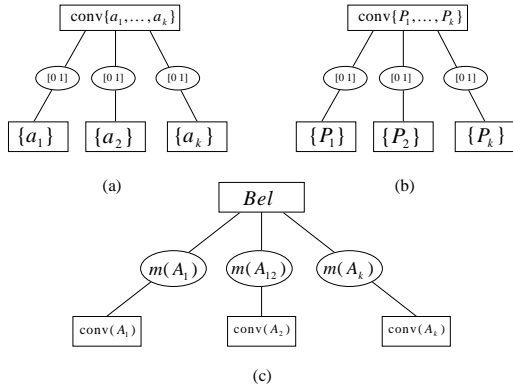 conv{a₁,…,aₖ} conv{P₁,…,Pₖ}
[0 1] [0 1] [0 1] [0 1] [0 1] [0 1]
{a₁} {a₂} {aₖ} {P₁} {P₂} {Pₖ}
(a) (b)
Bel
m(A₁) m(A₁₂) m(Aₖ)
conv(A₁) conv(A₂) conv(Aₖ)
(c)